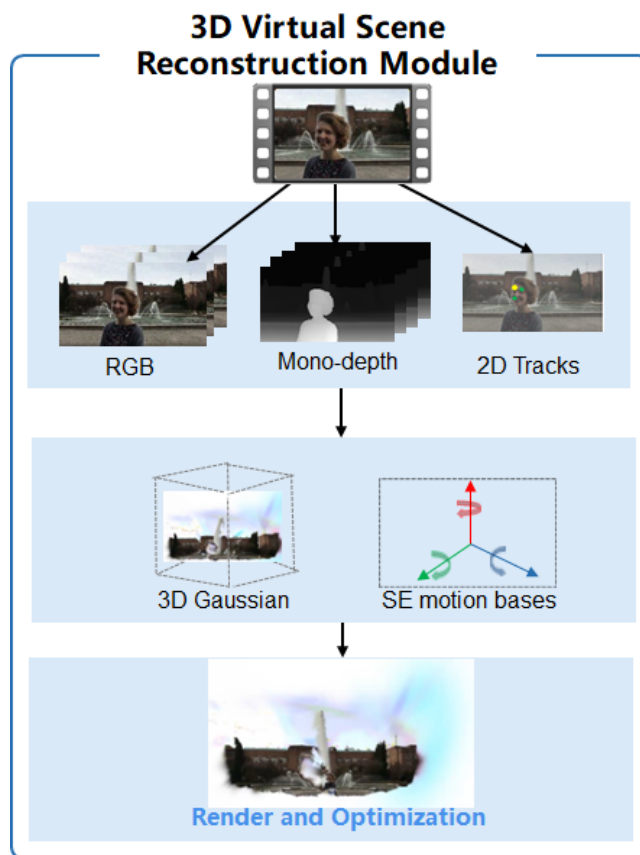 3D Virtual Scene
Reconstruction Module
RGB
Mono-depth
2D Tracks
3D Gaussian
SE motion bases
Render and Optimization